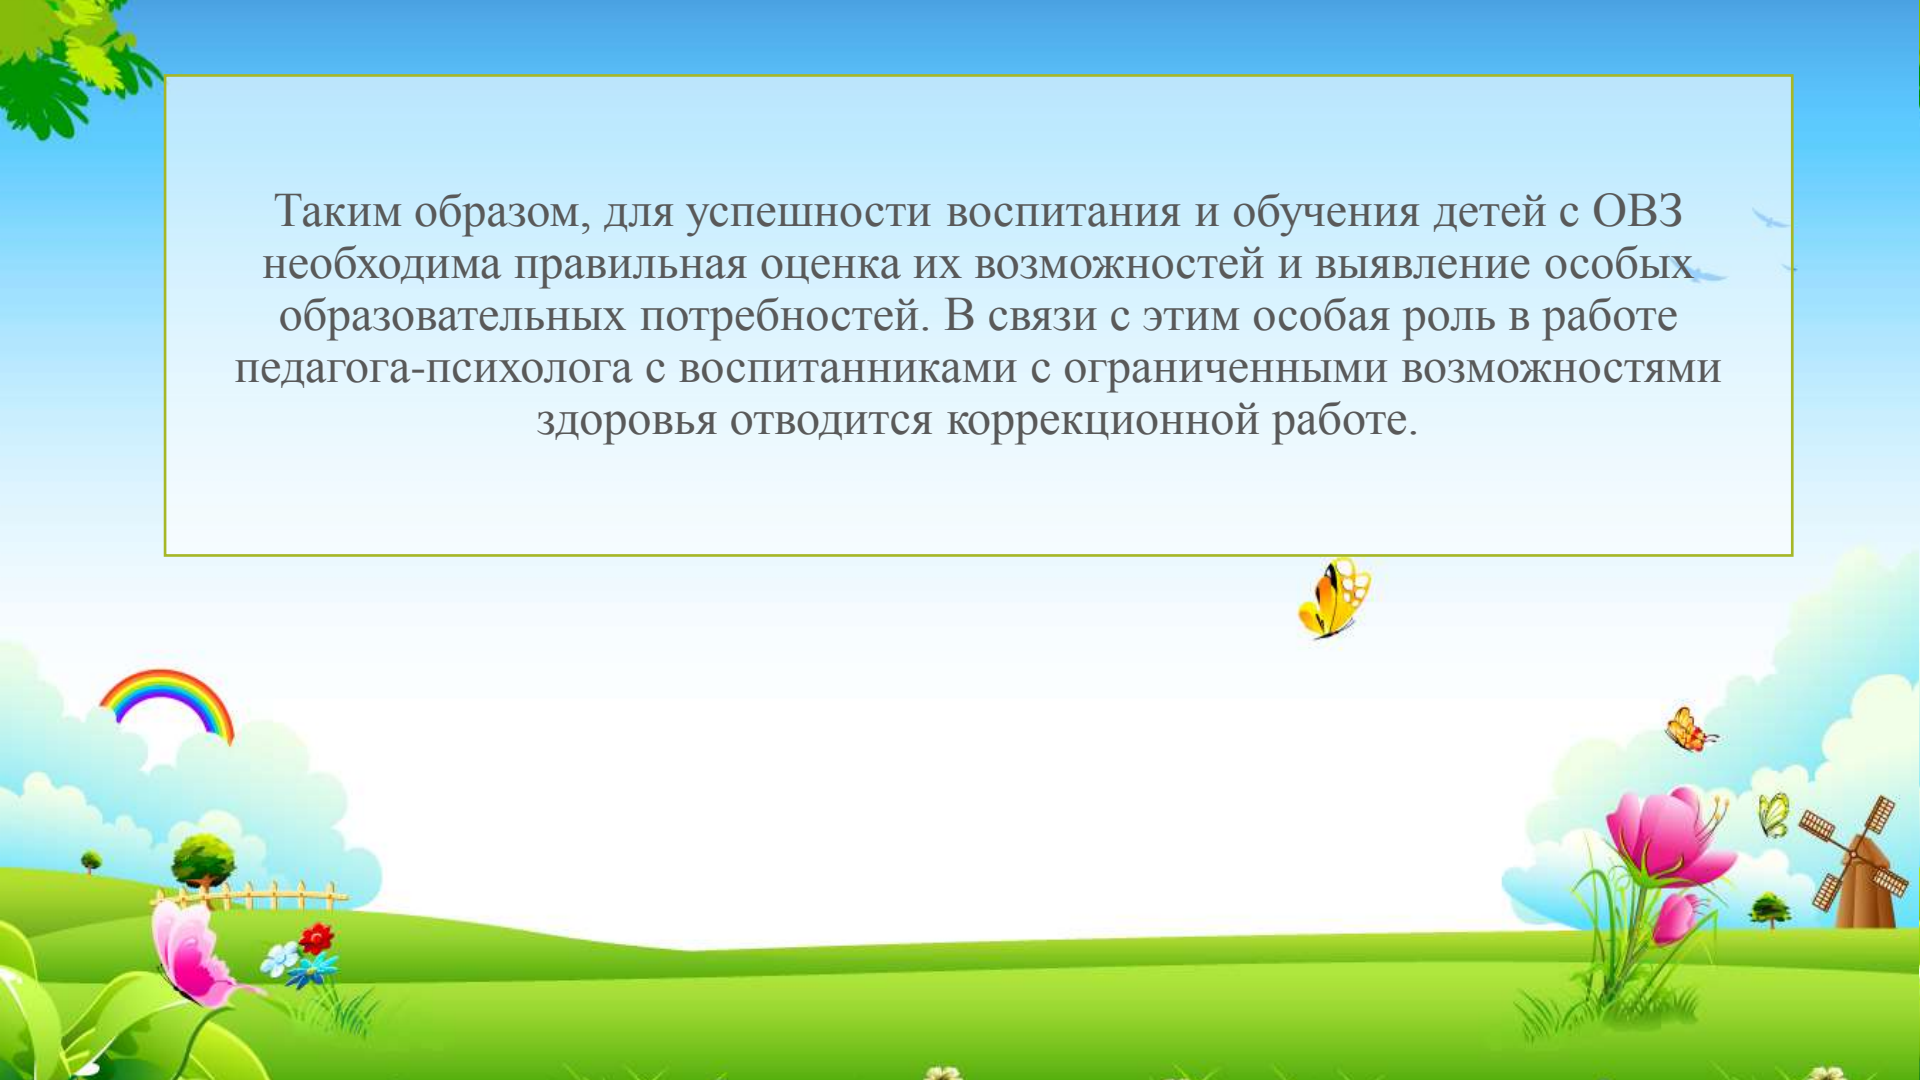 Таким образом, для успешности воспитания и обучения детей с ОВЗ
необходима правильная оценка их возможностей и выявление особых
образовательных потребностей. В связи с этим особая роль в работе
педагога-психолога с воспитанниками с ограниченными возможностями
здоровья отводится коррекционной работе.